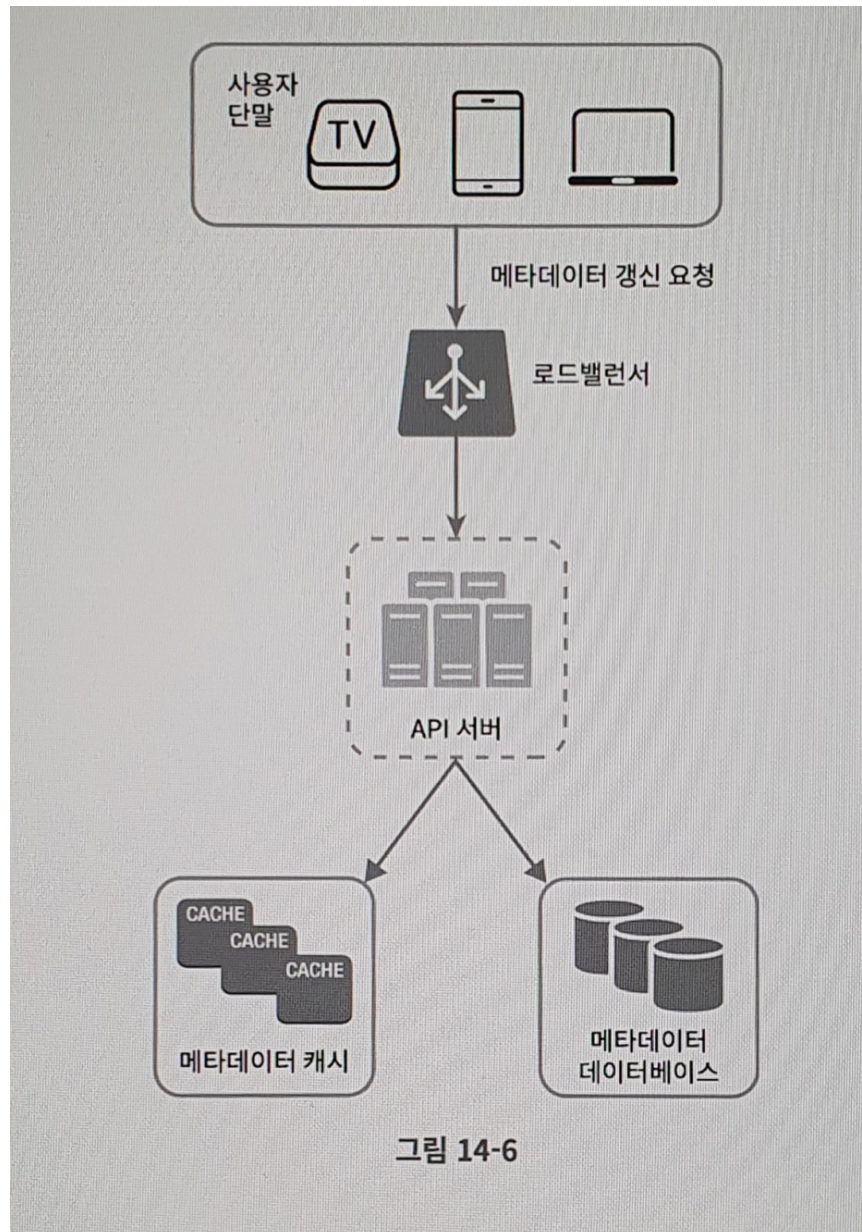 사용자
단말
TV
메타데이터 갱신 요청
로드밸런서
API 서버
CACHE
CACHE
CACHE
메타데이터 캐시
메타데이터
데이터베이스
그림 14-6